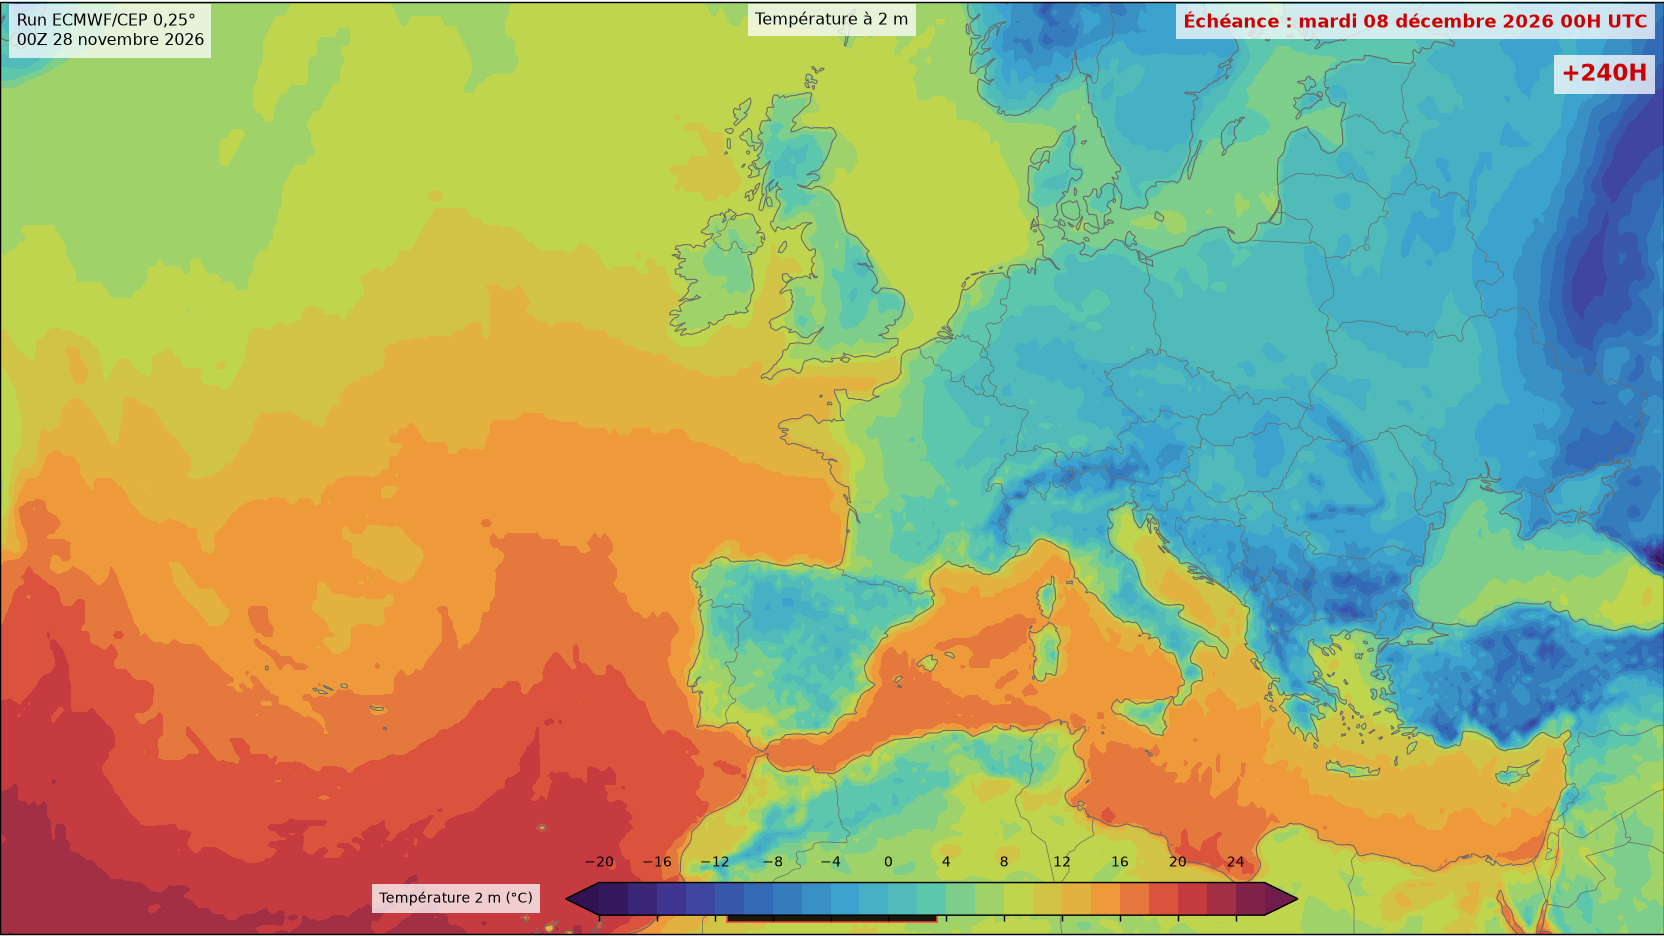 Run ECMWF/CEP 0,25°
00Z 28 novembre 2026
Température à 2 m
Échéance : mardi 08 décembre 2026 00H UTC
+240H
−20 −16 −12 −8 −4 0 4 8 12 16 20 24
Température 2 m (°C)